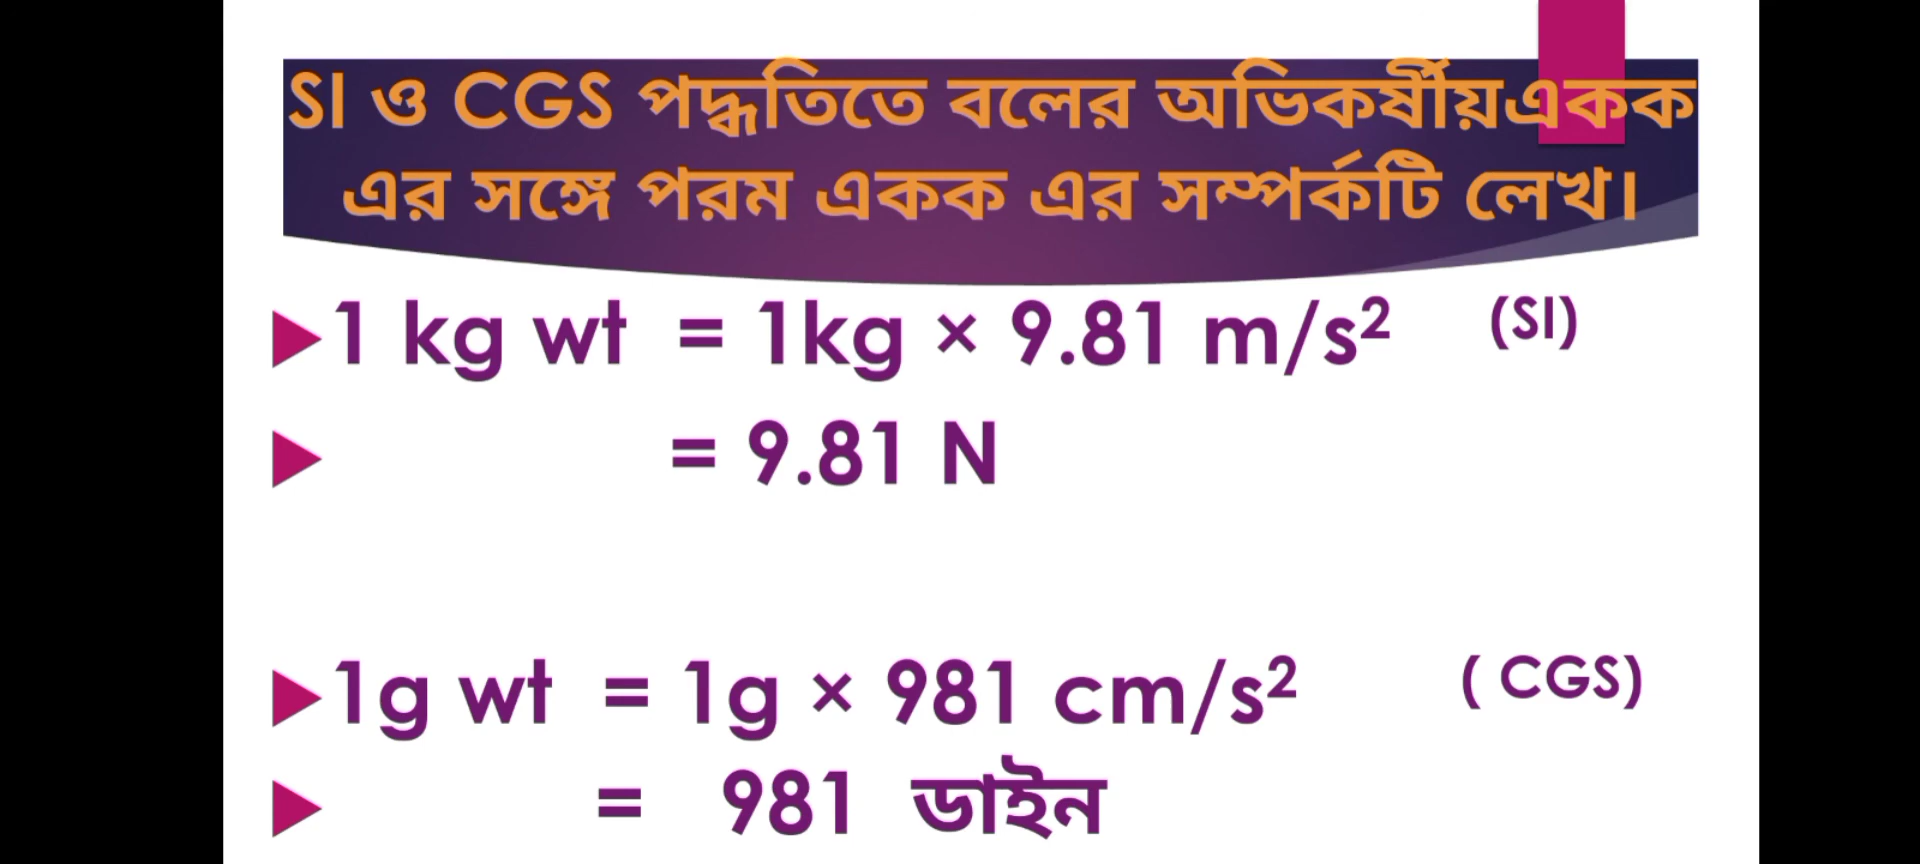 SI ও CGS পদ্ধতিতে বলের অভিকর্ষীয়একক
এর সঙ্গে পরম একক এর সম্পর্কটি লেখ।
1 kg wt = 1kg × 9.81 m/s² (SI)
= 9.81 N
1g wt = 1g × 981 cm/s² ( CGS)
= 981 ডাইন